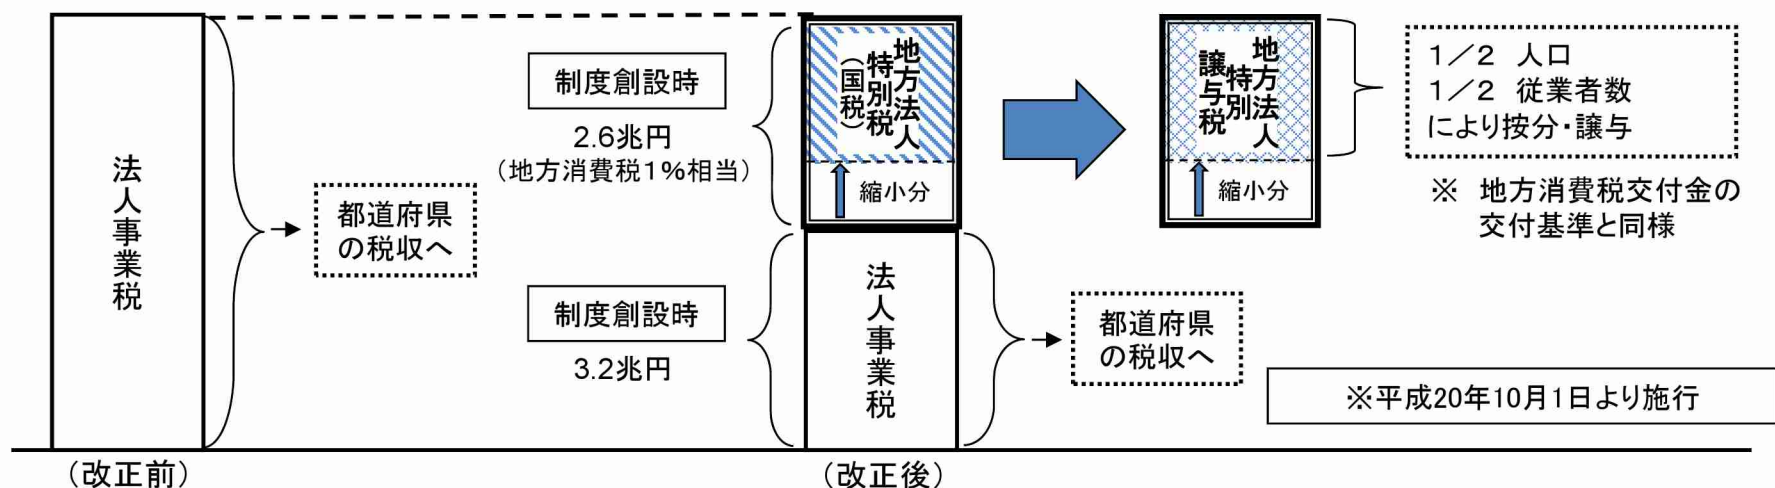 法人事業税
都道府県
の税収へ
(改正前)
制度創設時
2.6兆円
(地方消費税1%相当)
制度創設時
3.2兆円
地方法人
特別税
(国税)
縮小分
法人事業税
(改正後)
都道府県
の税収へ
地方法人
特別
譲与税
縮小分
1/2 人口
1/2 従業者数
により按分・譲与
※ 地方消費税交付金の
交付基準と同様
※平成20年10月1日より施行